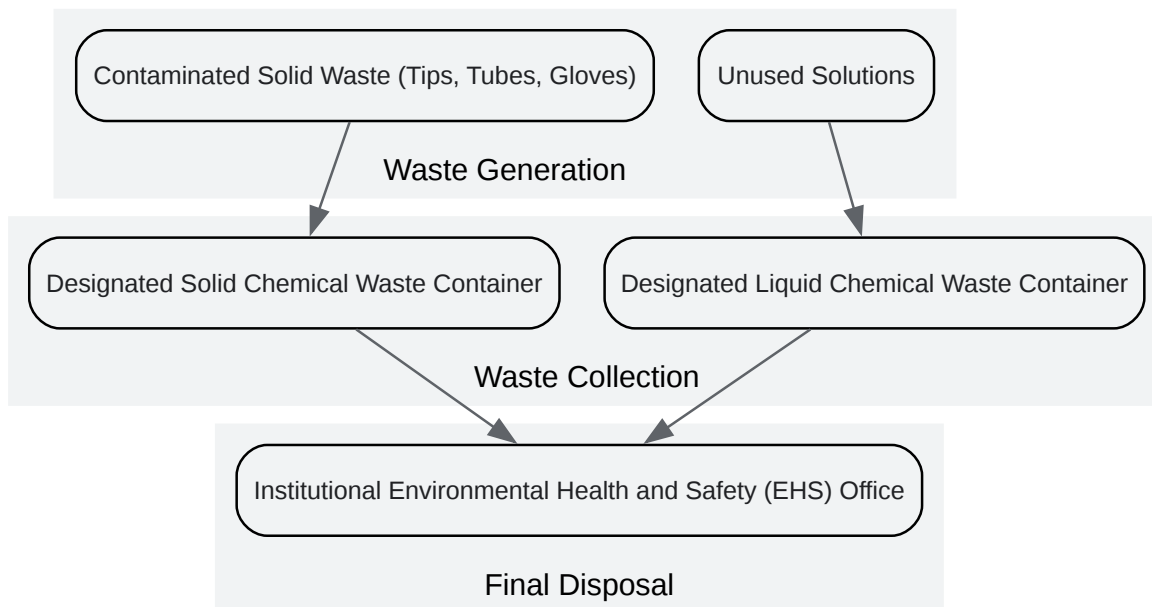 Contaminated Solid Waste (Tips, Tubes, Gloves)
Unused Solutions
Waste Generation
Designated Solid Chemical Waste Container
Designated Liquid Chemical Waste Container
Waste Collection
Institutional Environmental Health and Safety (EHS) Office
Final Disposal